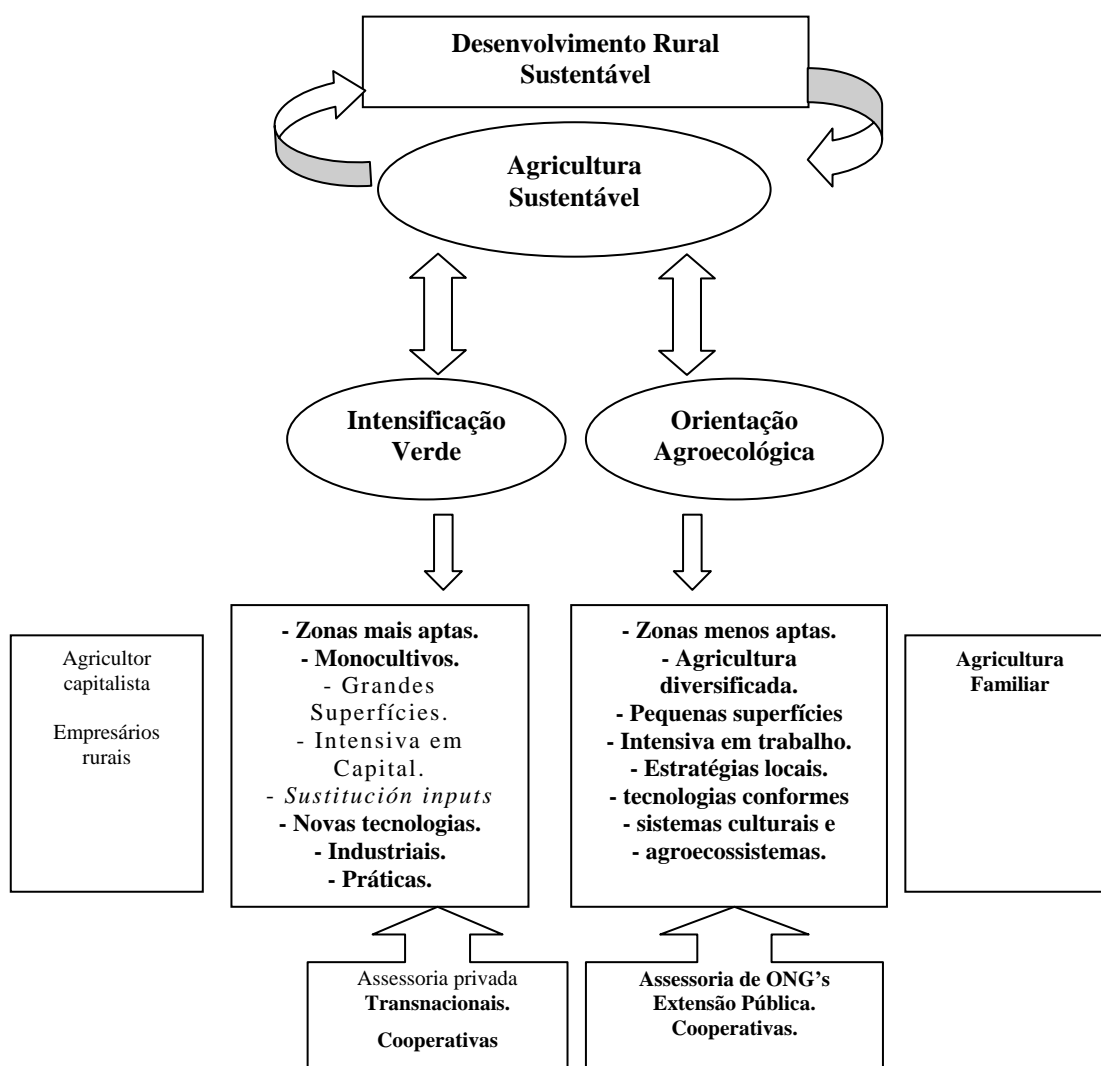 Desenvolvimento Rural
Sustentável
Agricultura
Sustentável
Intensificação
Verde
Orientação
Agroecológica
Agricultor
capitalista
Empresários
rurais
- Zonas mais aptas.
- Monocultivos.
- Grandes
Superfícies.
- Intensiva em
Capital.
- Sustitución inputs
- Novas tecnologias.
- Industriais.
- Práticas.
- Zonas menos aptas.
- Agricultura
diversificada.
- Pequenas superfícies
- Intensiva em trabalho.
- Estratégias locais.
- tecnologias conformes
- sistemas culturais e
- agroecossistemas.
Agricultura
Familiar
Assessoria privada
Transnacionais.
Cooperativas
Assessoria de ONG’s
Extensão Pública.
Cooperativas.